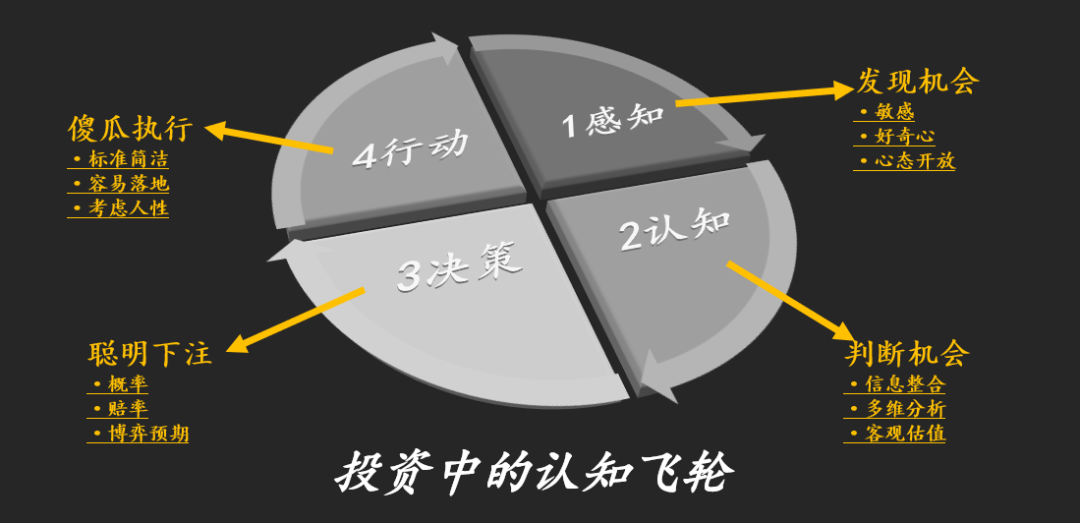 1感知
发现机会
·敏感
·好奇心
·心态开放
2认知
判断机会
·信息整合
·多维分析
·客观估值
3决策
聪明下注
·概率
·赔率
·博弈预期
4行动
傻瓜执行
·标准简洁
·容易落地
·考虑人性
投资中的认知飞轮